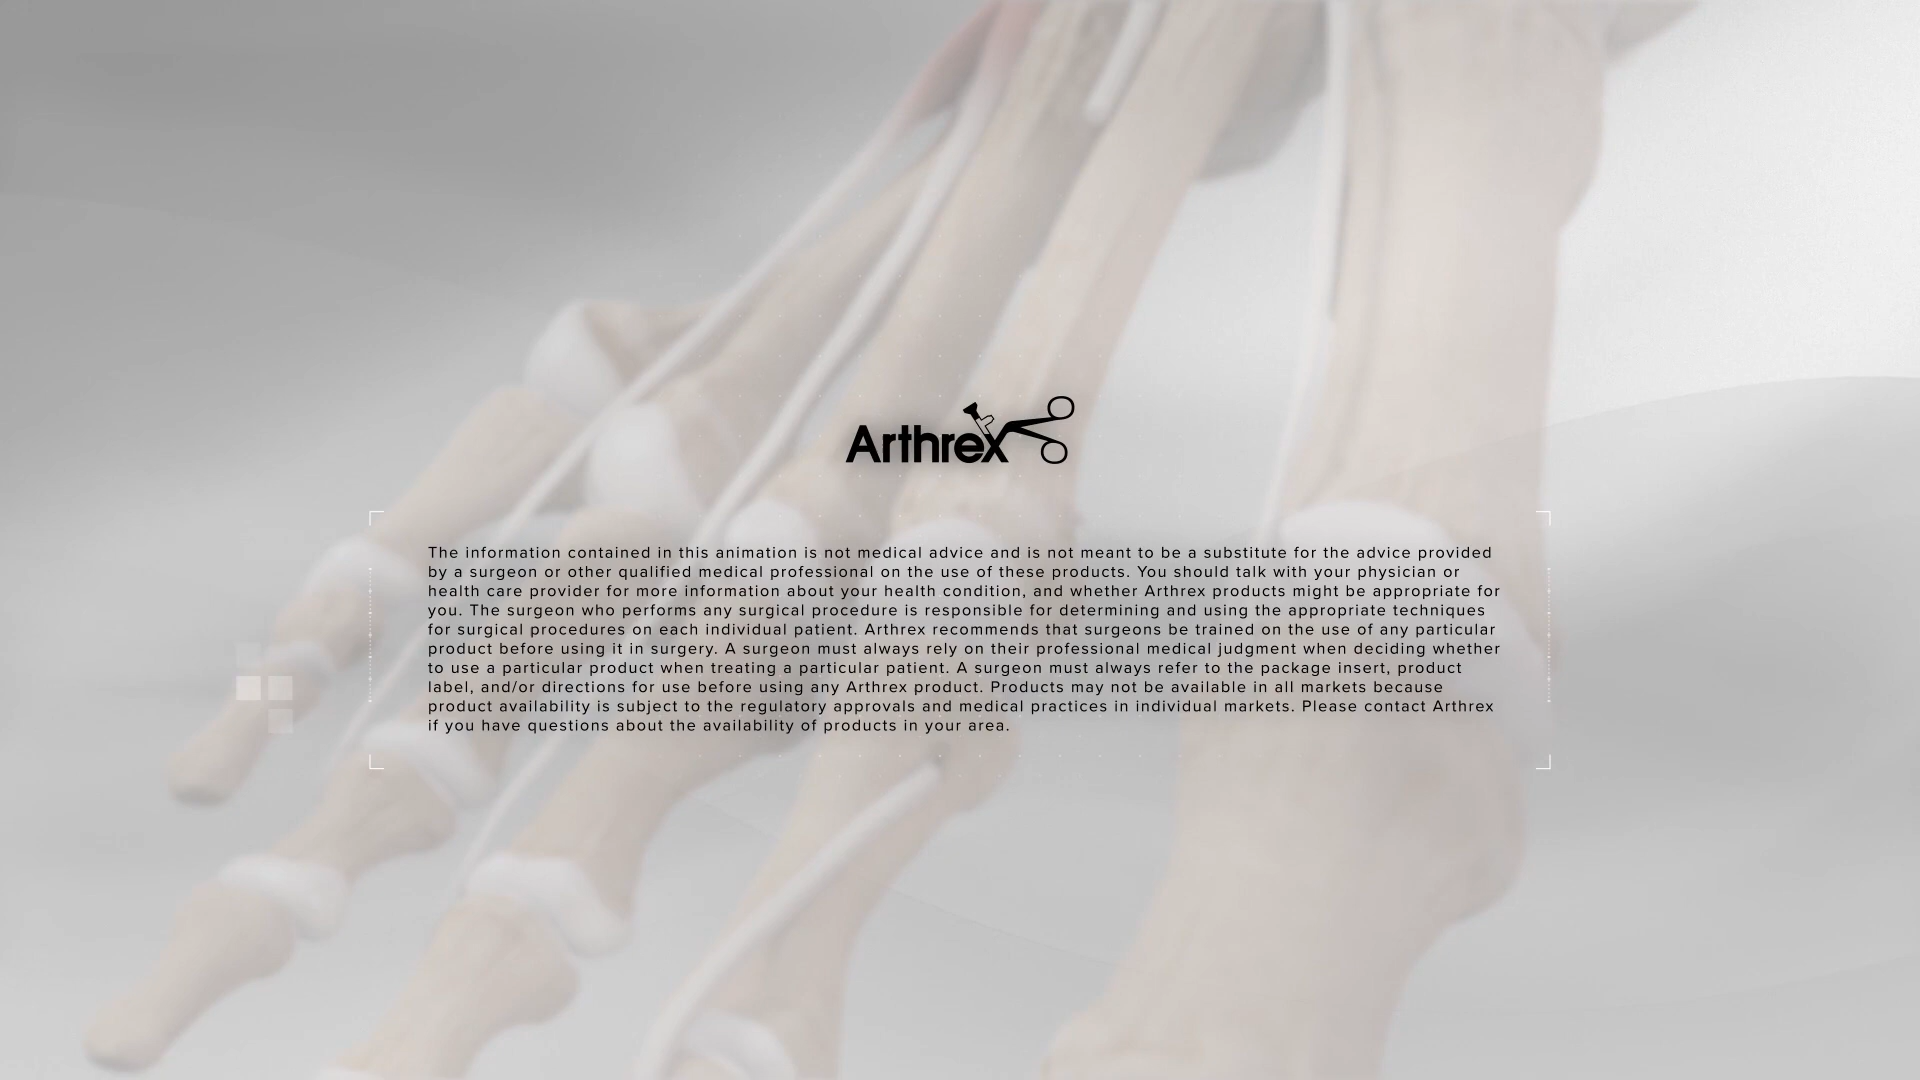 Arthrex
The information contained in this animation is not medical advice and is not meant to be a substitute for the advice provided
by a surgeon or other qualified medical professional on the use of these products. You should talk with your physician or
health care provider for more information about your health condition, and whether Arthrex products might be appropriate for
you. The surgeon who performs any surgical procedure is responsible for determining and using the appropriate techniques
for surgical procedures on each individual patient. Arthrex recommends that surgeons be trained on the use of any particular
product before using it in surgery. A surgeon must always rely on their professional medical judgment when deciding whether
to use a particular product when treating a particular patient. A surgeon must always refer to the package insert, product
label, and/or directions for use before using any Arthrex product. Products may not be available in all markets because
product availability is subject to the regulatory approvals and medical practices in individual markets. Please contact Arthrex
if you have questions about the availability of products in your area.